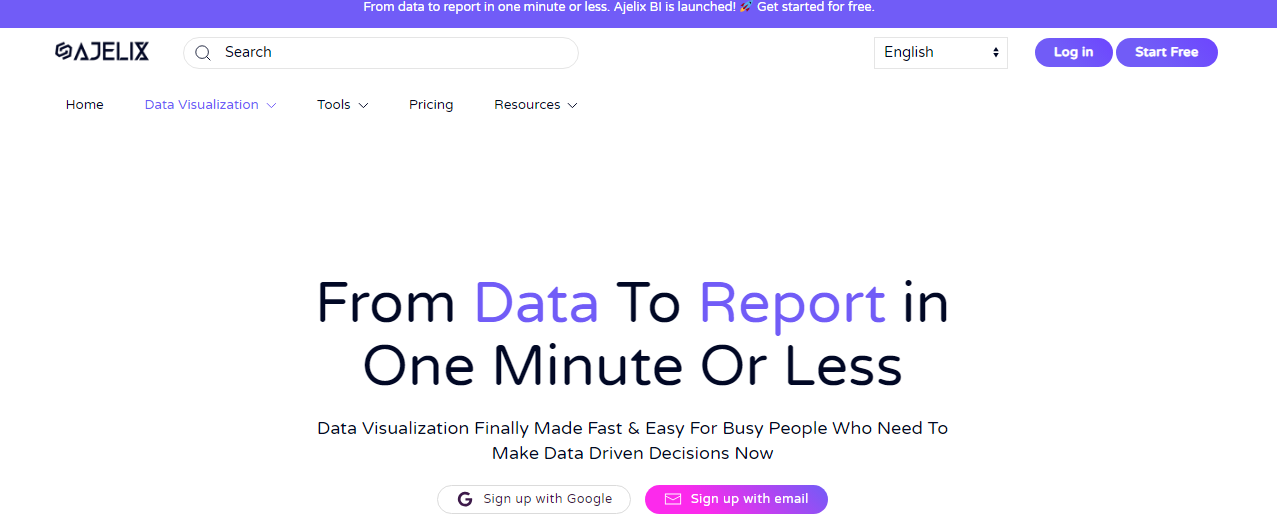 From data to report in one minute or less. Ajelix BI is launched! 🚀 Get started for free.
AJELIX
Search
English
Log in
Start Free
Home
Data Visualization
Tools
Pricing
Resources
From Data To Report in
One Minute Or Less
Data Visualization Finally Made Fast & Easy For Busy People Who Need To
Make Data Driven Decisions Now
Sign up with Google
Sign up with email